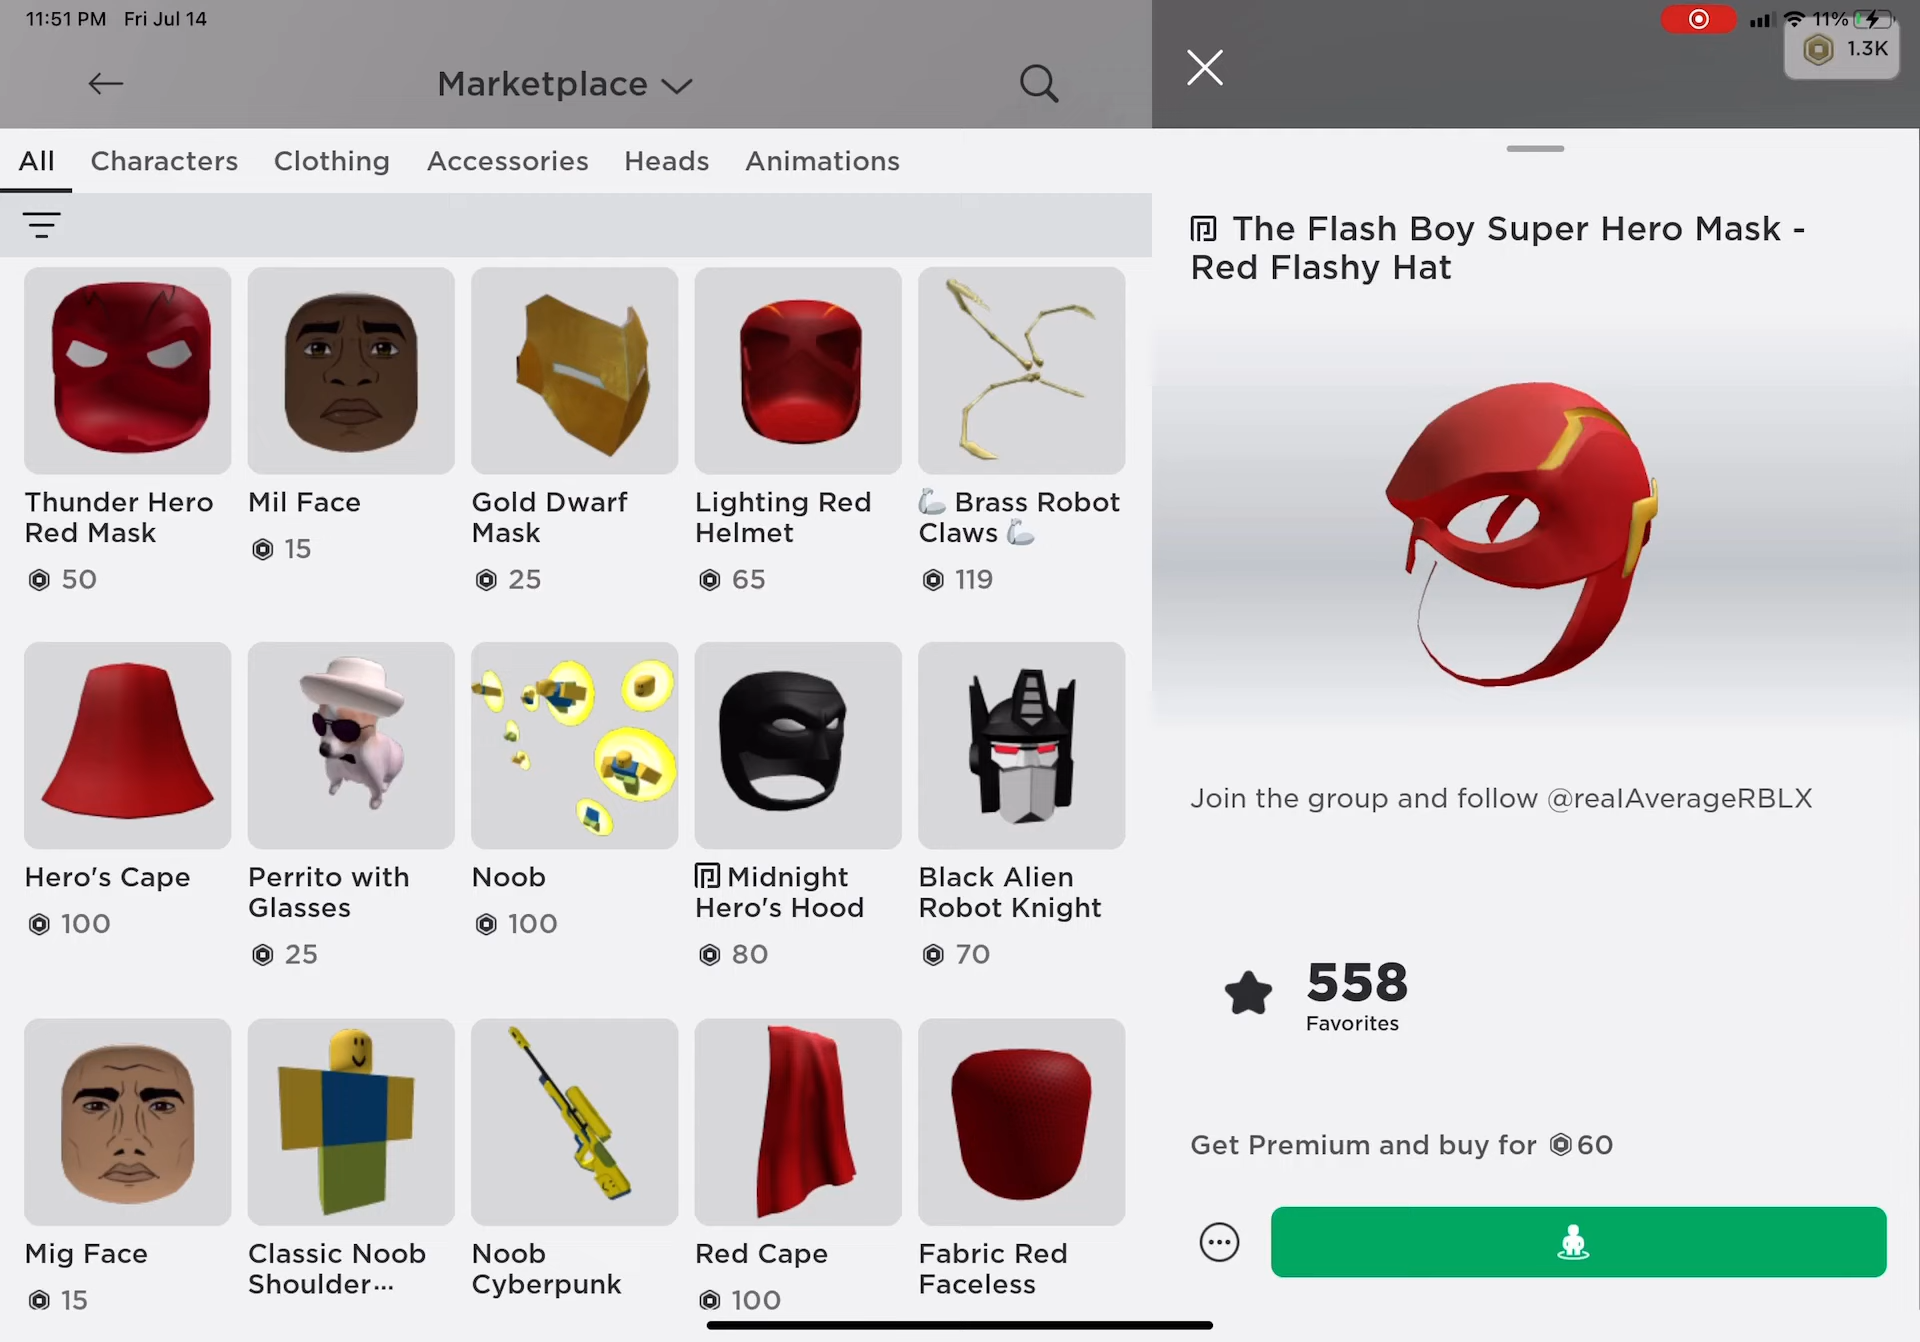 11:51 PM Fri Jul 14
11%
1.3K
Marketplace
All Characters Clothing Accessories Heads Animations
Thunder Hero
Red Mask
50
Mil Face
15
Gold Dwarf
Mask
25
Lighting Red
Helmet
65
🦾 Brass Robot
Claws 🦾
119
Hero's Cape
100
Perrito with
Glasses
25
Noob
100
Midnight
Hero's Hood
80
Black Alien
Robot Knight
70
Mig Face
15
Classic Noob
Shoulder...
Noob
Cyberpunk
Red Cape
100
Fabric Red
Faceless
The Flash Boy Super Hero Mask -
Red Flashy Hat
Join the group and follow @realAverageRBLX
558
Favorites
Get Premium and buy for 60